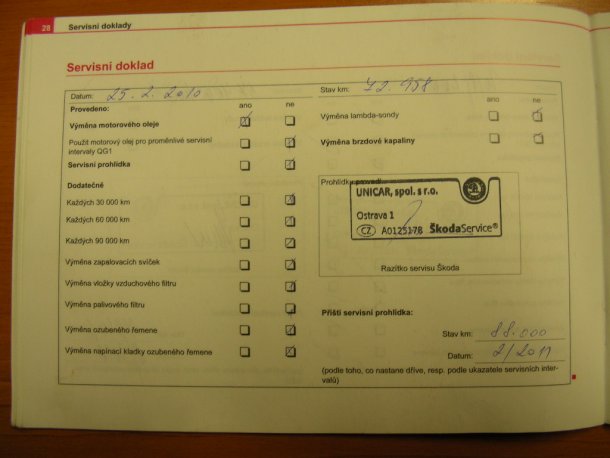 28 Servisní doklady
Servisní doklad
Datum: 25. 2. 2010
Provedeno: ano ne
Výměna motorového oleje
Použit motorový olej pro proměnlivé servisní
intervaly QG1
Servisní prohlídka
Dodatečně
Každých 30 000 km
Každých 60 000 km
Každých 90 000 km
Výměna zapalovacích svíček
Výměna vložky vzduchového filtru
Výměna palivového filtru
Výměna ozubeného řemene
Výměna napínací kladky ozubeného řemene
Stav km: 72. 958
ano ne
Výměna lambda-sondy
Výměna brzdové kapaliny
Prohlídku provedl:
UNICAR, spol. s r.o.
Ostrava 1
CZ A0125178 ŠkodaService®
Razítko servisu Škoda
Příští servisní prohlídka:
Stav km: 88.000
Datum: 2/2011
(podle toho, co nastane dříve, resp. podle ukazatele servisních inter-
valů)